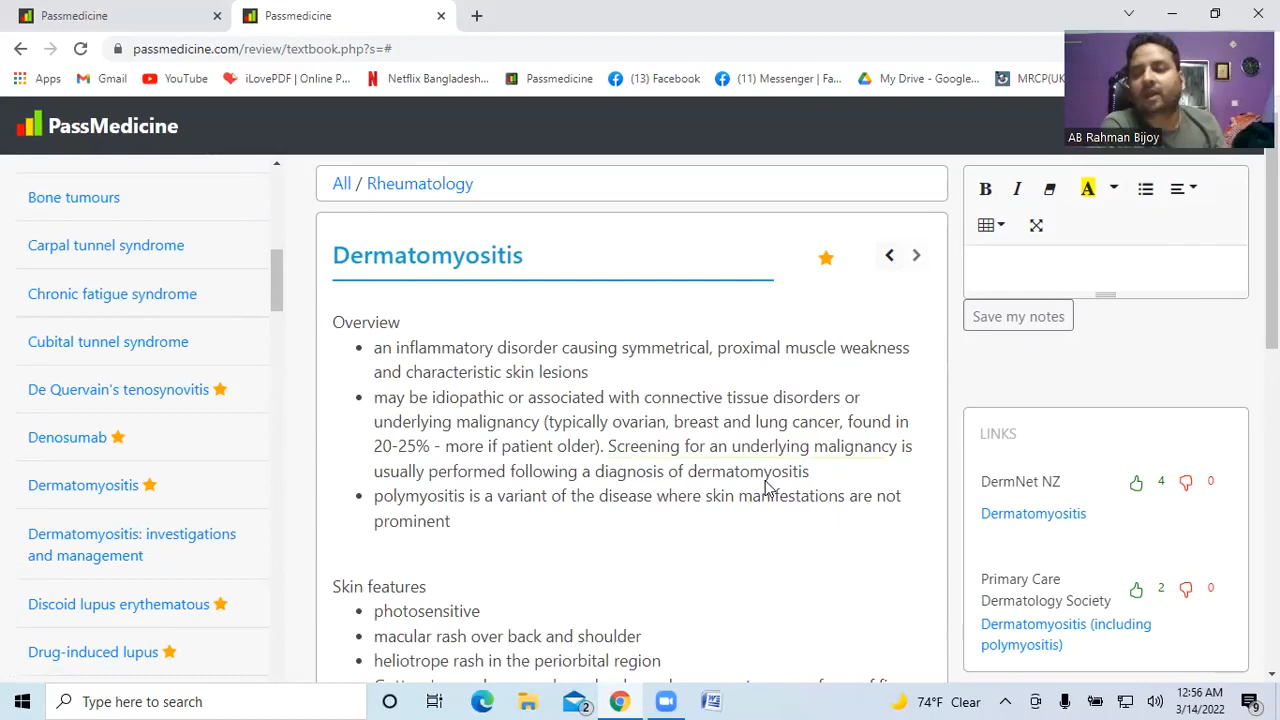 Passmedicine
Passmedicine
passmedicine.com/review/textbook.php?s=#
Apps
Gmail
YouTube
iLovePDF | Online P...
Netflix Bangladesh...
Passmedicine
(13) Facebook
(11) Messenger | Fa...
My Drive - Google...
MRCP(UK
AB Rahman Bijoy
PassMedicine
Bone tumours
Carpal tunnel syndrome
Chronic fatigue syndrome
Cubital tunnel syndrome
De Quervain's tenosynovitis
Denosumab
Dermatomyositis
Dermatomyositis: investigations
and management
Discoid lupus erythematous
Drug-induced lupus
All / Rheumatology
Dermatomyositis
Overview
an inflammatory disorder causing symmetrical, proximal muscle weakness
and characteristic skin lesions
may be idiopathic or associated with connective tissue disorders or
underlying malignancy (typically ovarian, breast and lung cancer, found in
20-25% - more if patient older). Screening for an underlying malignancy is
usually performed following a diagnosis of dermatomyositis
polymyositis is a variant of the disease where skin manifestations are not
prominent
Skin features
photosensitive
macular rash over back and shoulder
heliotrope rash in the periorbital region
B I A
Save my notes
LINKS
DermNet NZ 4 0
Dermatomyositis
Primary Care
Dermatology Society 2 0
Dermatomyositis (including
polymyositis)
Type here to search
2
W
74°F Clear
12:56 AM
3/14/2022
9